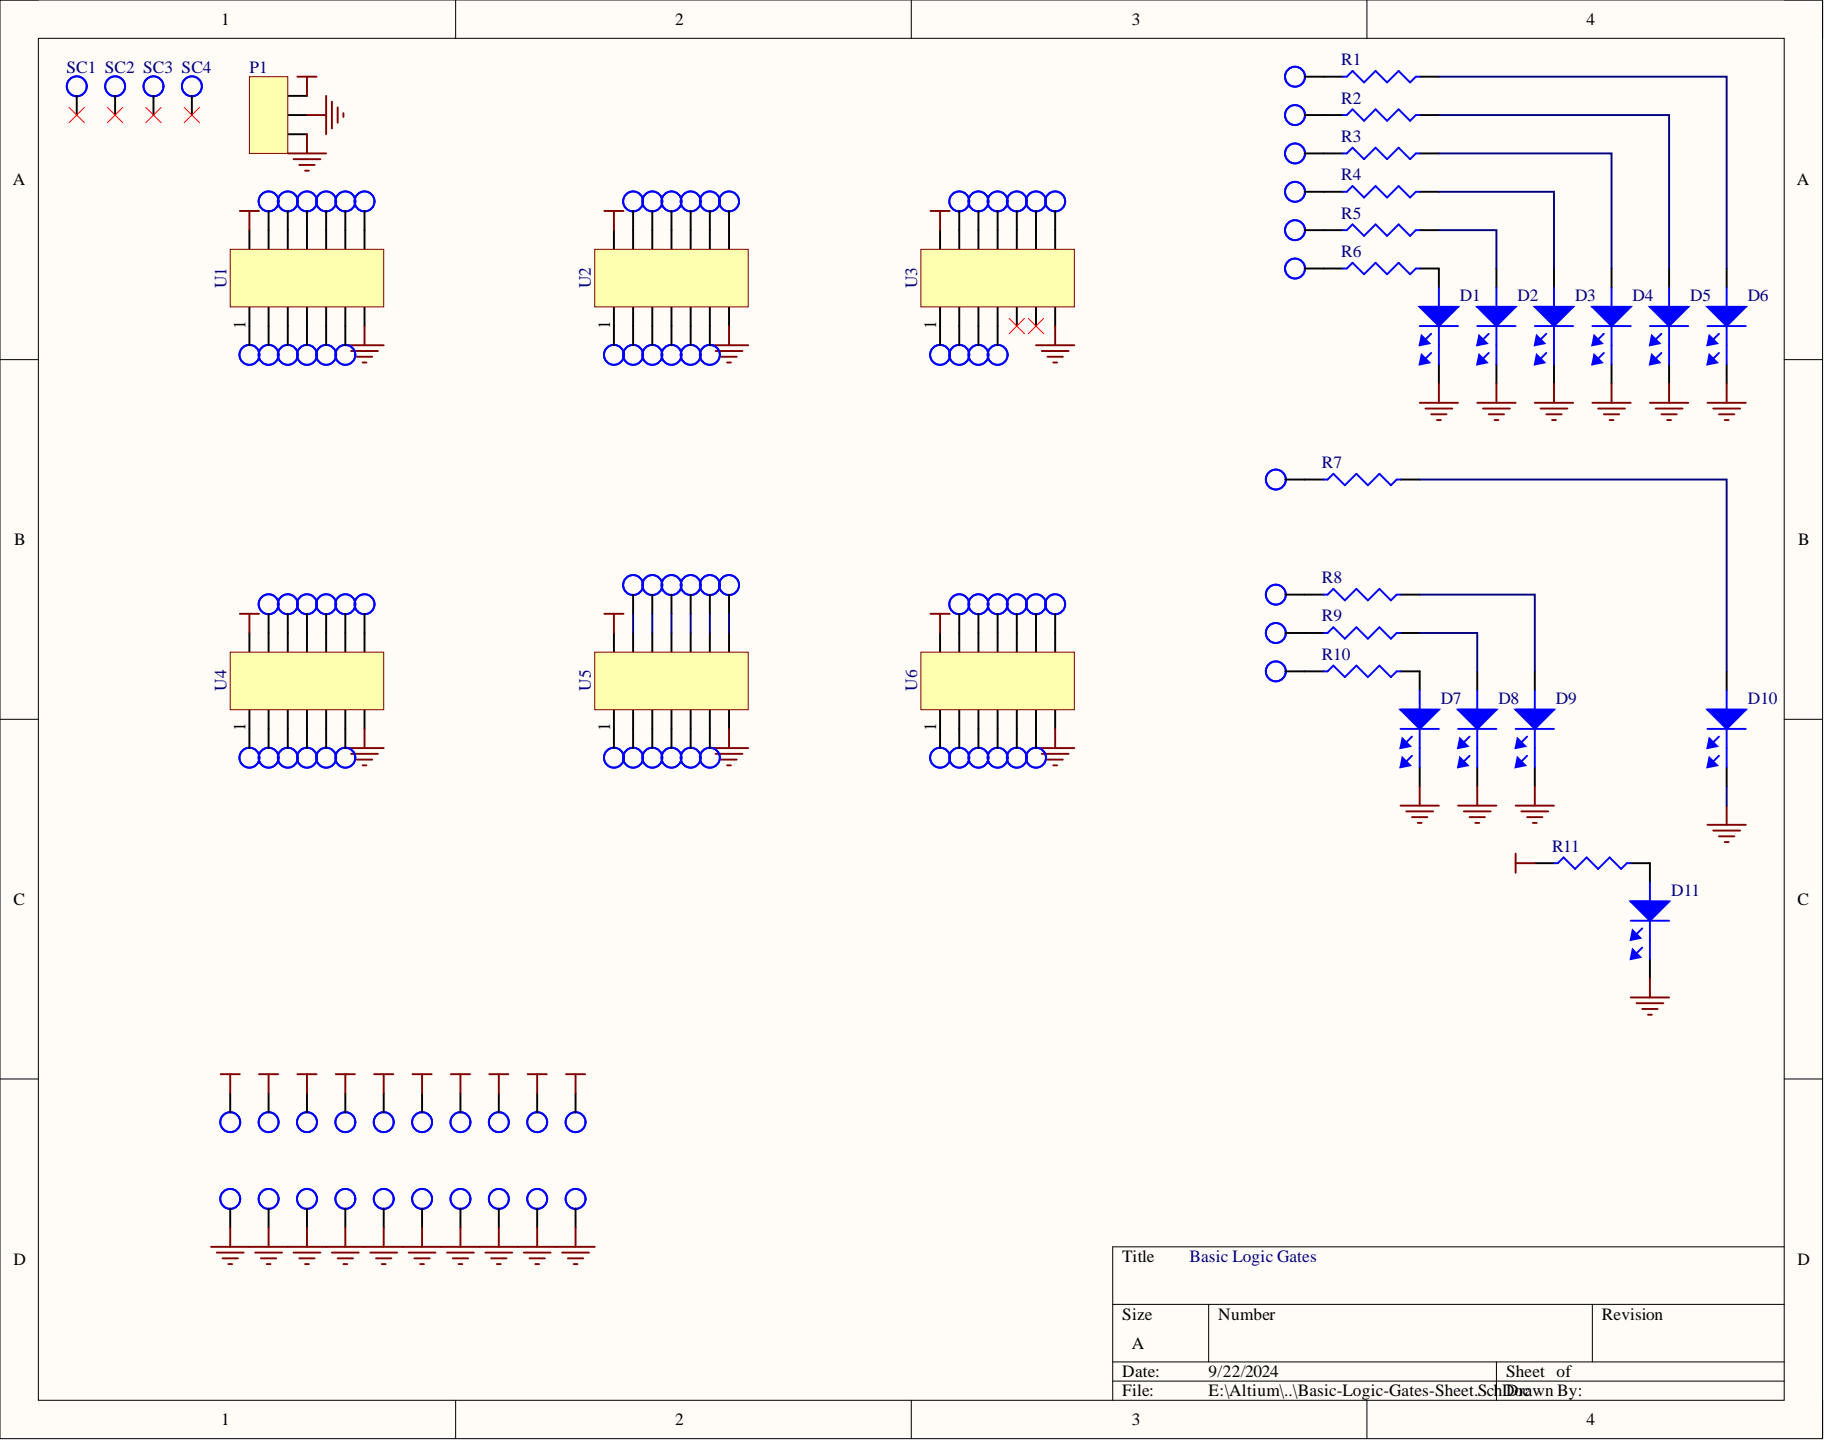 1 2 3 4
SC1 SC2 SC3 SC4 P1
R1
R2
R3
A A
R4
R5
R6
U1 U2 U3
D1 D2 D3 D4 D5 D6
1 1 1
R7
B B
R8
R9
R10
U4 U5 U6
D7 D8 D9 D10
1 1 1
R11
D11
C C
Title Basic Logic Gates
D D
Size Number Revision
A
Date: 9/22/2024 Sheet of
File: E:\Altium\..\Basic-Logic-Gates-Sheet.SchDoc Drawn By:
1 2 3 4